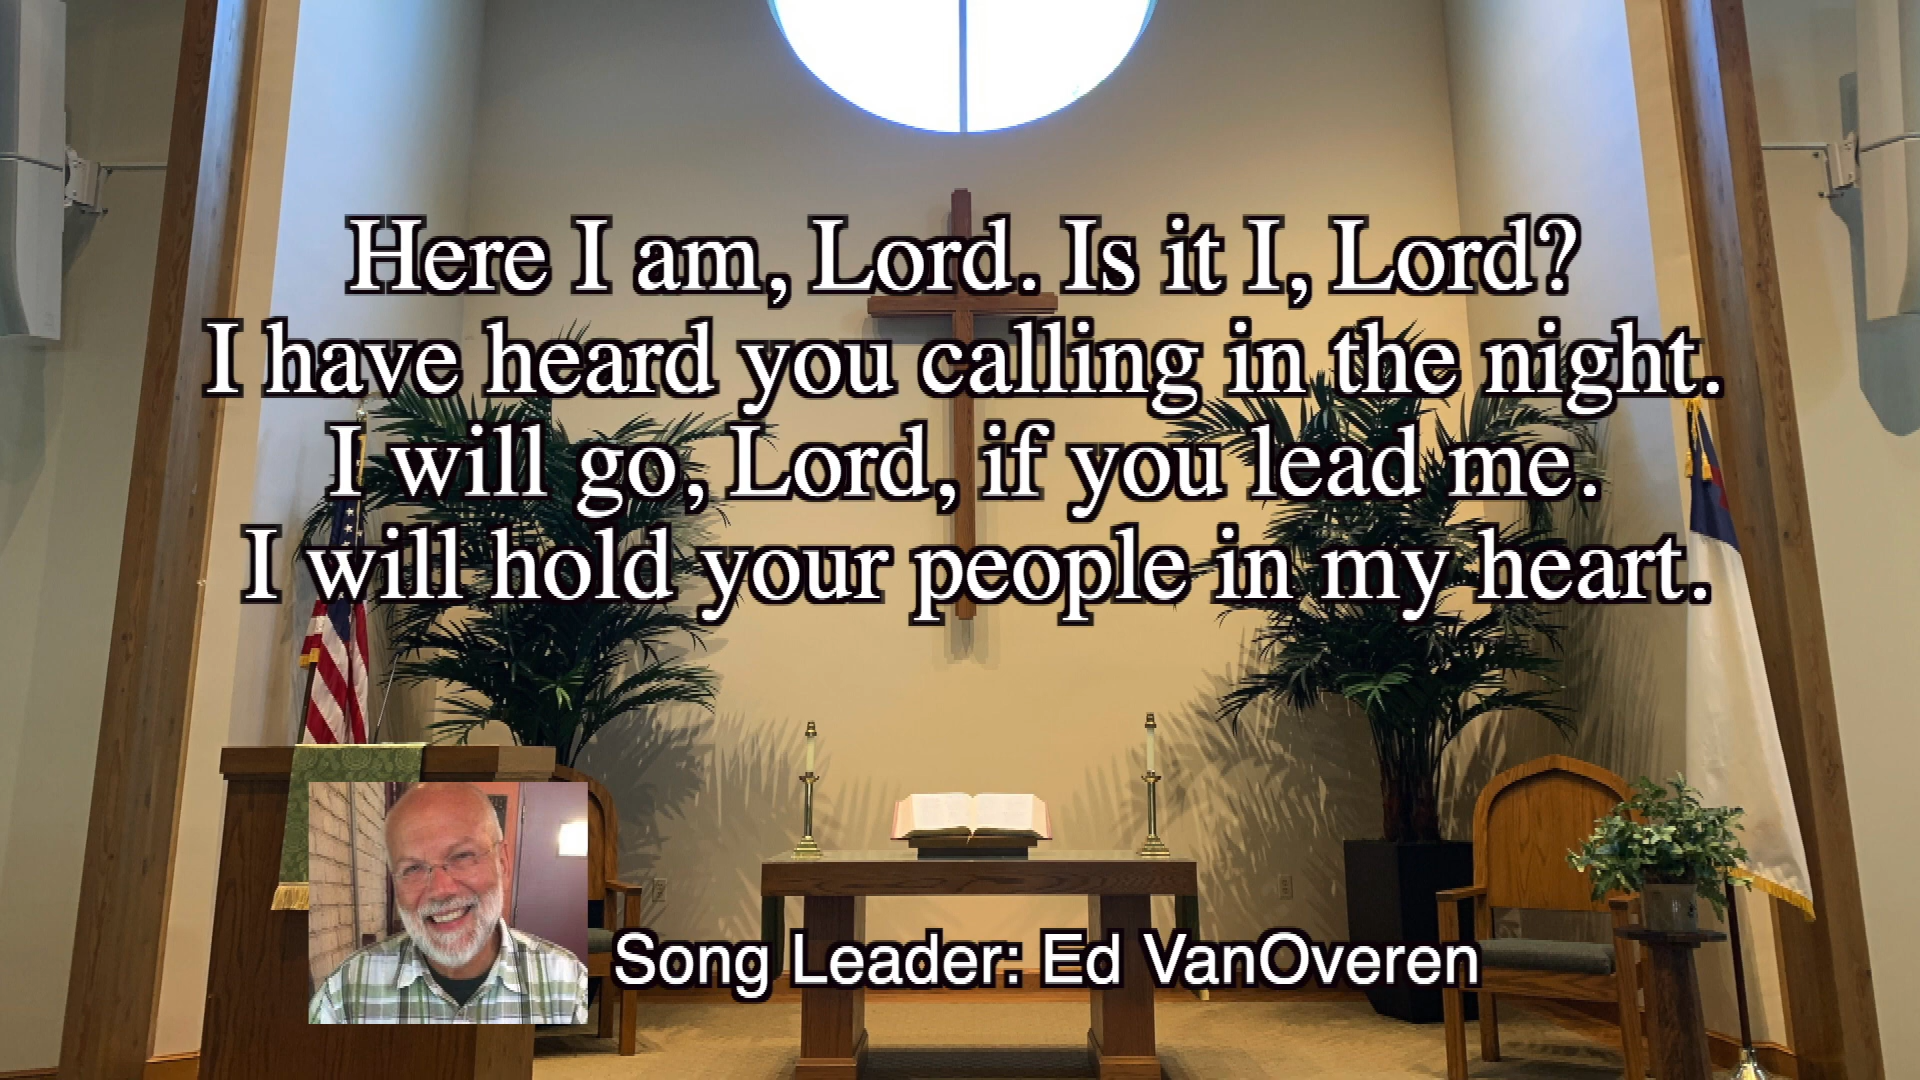 Here I am, Lord. Is it I, Lord?
I have heard you calling in the night.
I will go, Lord, if you lead me.
I will hold your people in my heart.
Song Leader: Ed VanOveren